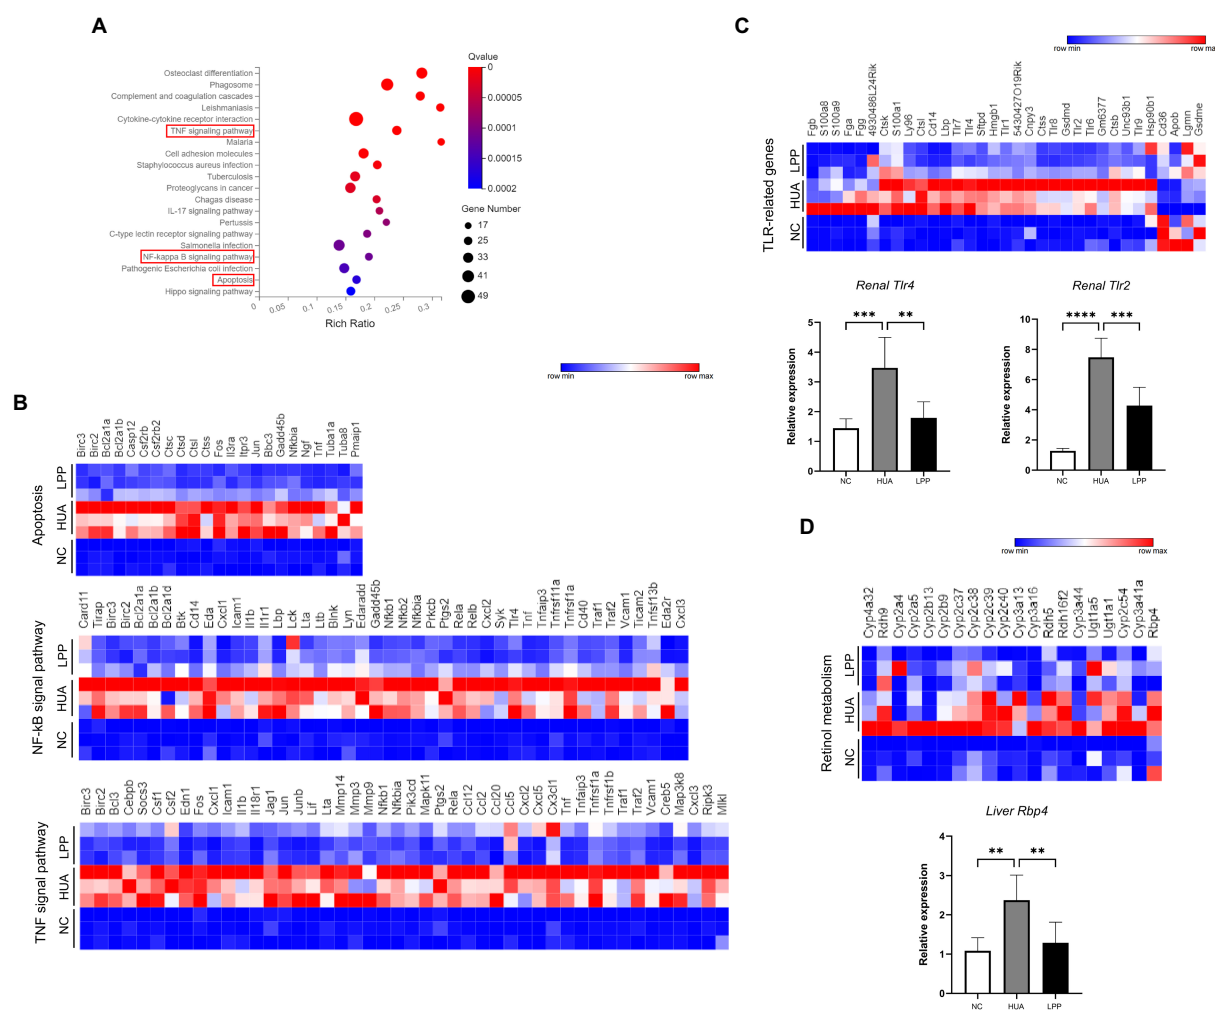 A
Osteoclast differentiation
Phagosome
Complement and coagulation cascades
Leishmaniasis
Cytokine-cytokine receptor interaction
TNF signaling pathway
Malaria
Cell adhesion molecules
Staphylococcus aureus infection
Tuberculosis
Proteoglycans in cancer
Chagas disease
IL-17 signaling pathway
Pertussis
C-type lectin receptor signaling pathway
Salmonella infection
NF-kappa B signaling pathway
Pathogenic Escherichia coli infection
Apoptosis
Hippo signaling pathway
0 0.05 0.1 0.15 0.2 0.25 0.3
Rich Ratio
Qvalue
0
0.00005
0.0001
0.00015
0.0002
Gene Number
17
25
33
41
49
B
row min row max
Birc3 Birc2 Bcl2a1a Bcl2a1b Casp12 Csf2rb Csf2rb2 Ctsc Ctsd Ctsl Ctss Fos Il3ra Itpr3 Jun Bbc3 Gadd45b Nfkbia Ngf Tnf Tuba1a Tuba8 Pmaip1
Apoptosis
LPP
HUA
NC
Card11 Tirap Birc3 Birc2 Bcl2a1a Bcl2a1b Bcl2a1d Btk Cd14 Eda Cxcl1 Icam1 Il1b Il1r1 Lbp Lck Lta Ltb Blnk Lyn Edaradd Gadd45b Nfkb1 Nfkb2 Nfkbia Prkcb Ptgs2 Rela Relb Cxcl2 Syk Tlr4 Tnf Tnfaip3 Tnfrsf11a Tnfrsf1a Cd40 Traf1 Traf2 Vcam1 Ticam2 Tnfsf13b Eda2r Cxcl3
NF-kB signal pathway
LPP
HUA
NC
Birc3 Birc2 Bcl3 Cebpb Socs3 Csf1 Csf2 Edn1 Fos Cxcl1 Icam1 Il1b Il18r1 Jag1 Jun Junb Lif Lta Mmp14 Mmp3 Mmp9 Nfkb1 Nfkbia Pik3cd Mapk11 Ptgs2 Rela Ccl12 Ccl2 Ccl20 Ccl5 Cxcl2 Cxcl5 Cx3cl1 Tnf Tnfaip3 Tnfrsf1a Tnfrsf1b Traf1 Traf2 Vcam1 Creb5 Map3k8 Cxcl3 Ripk3 Mlkl
TNF signal pathway
LPP
HUA
NC
C
row min row ma
Fgb S100a8 S100a9 Fga Fgg 4930486L24Rik Ctsk S100a1 Ly96 Ctsl Cd14 Lbp Tlr7 Tlr4 Sftpd Hmgb1 Tlr1 5430427O19Rik Cnpy3 Ctss Tlr8 Gsdmd Tlr2 Tlr6 Gm6377 Ctsb Unc93b1 Tlr9 Hsp90b1 Cd36 Apob Lgmn Gsdme
TLR-related genes
LPP
HUA
NC
Renal Tlr4
Relative expression
5
4
3
2
1
0
*** **
NC HUA LPP
Renal Tlr2
Relative expression
10
8
6
4
2
0
**** ***
NC HUA LPP
D
row min row max
Cyp4a32 Rdh9 Cyp2a4 Cyp2a5 Cyp2b13 Cyp2b9 Cyp2c37 Cyp2c38 Cyp2c39 Cyp2c40 Cyp3a13 Cyp3a16 Rdh5 Rdh16f2 Cyp3a44 Ugt1a5 Ugt1a1 Cyp2c54 Cyp3a41a Rbp4
Retinol metabolism
LPP
HUA
NC
Liver Rbp4
Relative expression
4
3
2
1
0
** **
NC HUA LPP